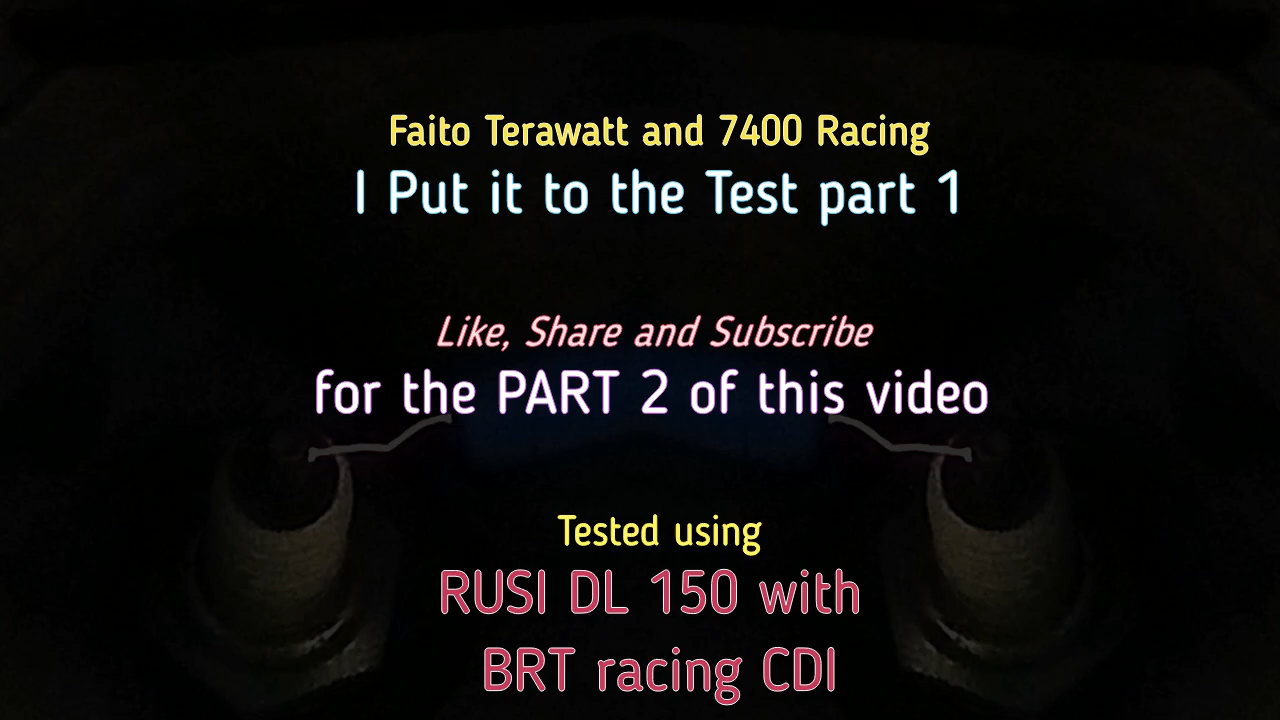 Faito Terawatt and 7400 Racing
I Put it to the Test part 1
Like, Share and Subscribe
for the PART 2 of this video
Tested using
RUSI DL 150 with
BRT racing CDI